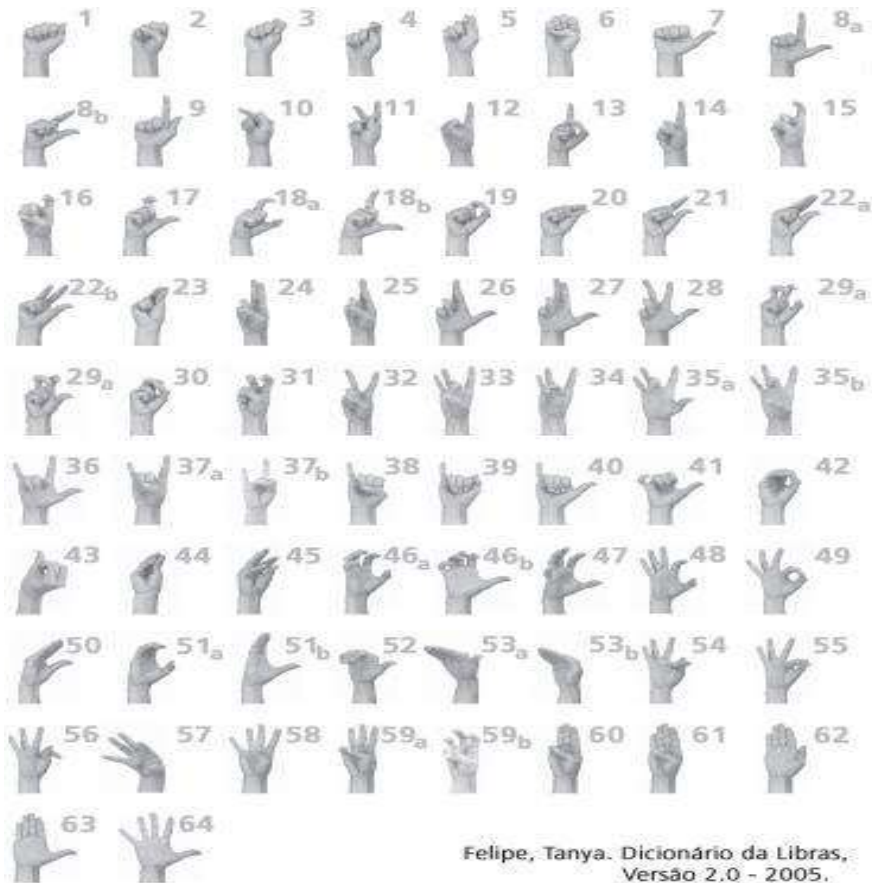 1 2 3 4 5 6 7 8a
8b 9 10 11 12 13 14 15
16 17 18a 18b 19 20 21 22a
22b 23 24 25 26 27 28 29a
29a 30 31 32 33 34 35a 35b
36 37a 37b 38 39 40 41 42
43 44 45 46a 46b 47 48 49
50 51a 51b 52 53a 53b 54 55
56 57 58 59a 59b 60 61 62
63 64
Felipe, Tanya. Dicionário da Libras,
Versão 2.0 - 2005.